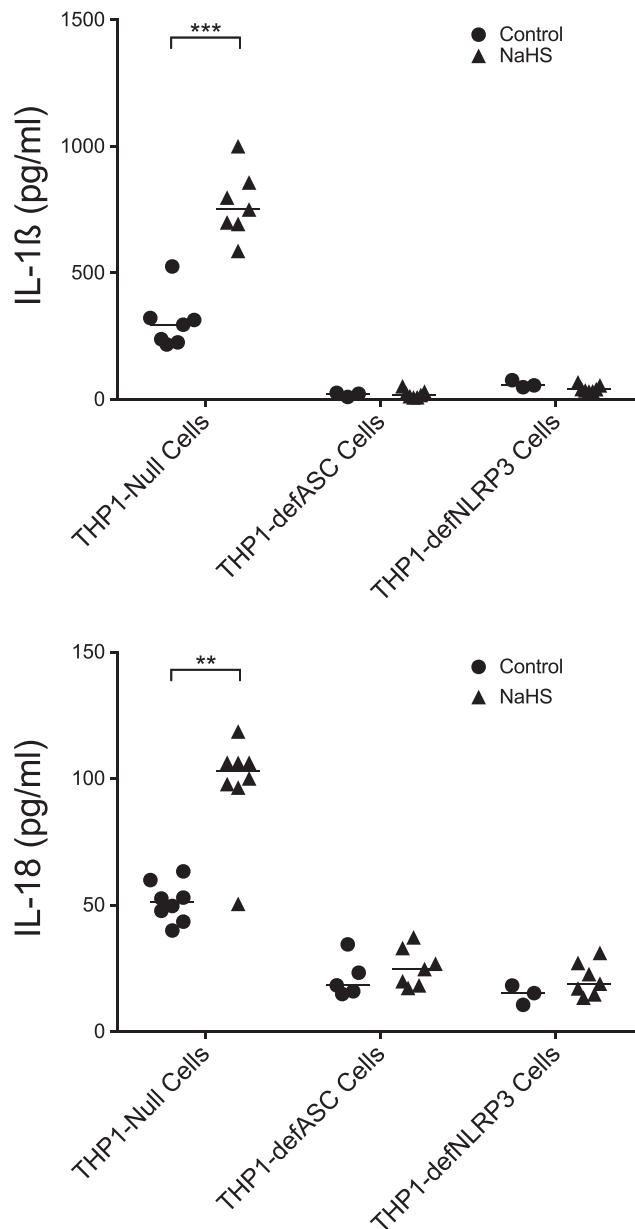 1500
***
Control
NaHS
1000
IL-1ß (pg/ml)
500
0
THP1-Null Cells
THP1-defASC Cells
THP1-defNLRP3 Cells
150
**
Control
NaHS
100
IL-18 (pg/ml)
50
0
THP1-Null Cells
THP1-defASC Cells
THP1-defNLRP3 Cells